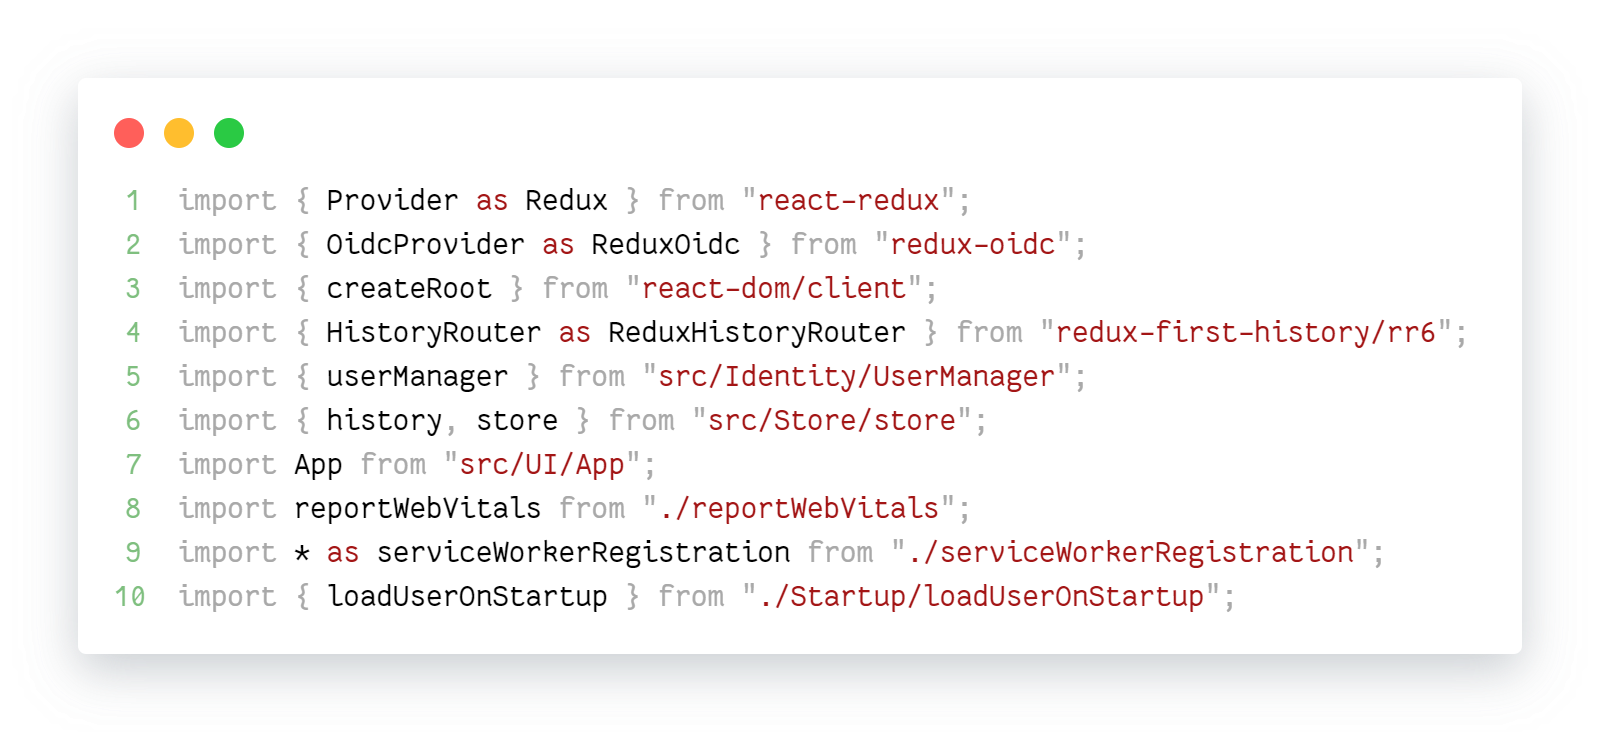 1 import { Provider as Redux } from "react-redux";
2 import { OidcProvider as ReduxOidc } from "redux-oidc";
3 import { createRoot } from "react-dom/client";
4 import { HistoryRouter as ReduxHistoryRouter } from "redux-first-history/rr6";
5 import { userManager } from "src/Identity/UserManager";
6 import { history, store } from "src/Store/store";
7 import App from "src/UI/App";
8 import reportWebVitals from "./reportWebVitals";
9 import * as serviceWorkerRegistration from "./serviceWorkerRegistration";
10 import { loadUserOnStartup } from "./Startup/loadUserOnStartup";